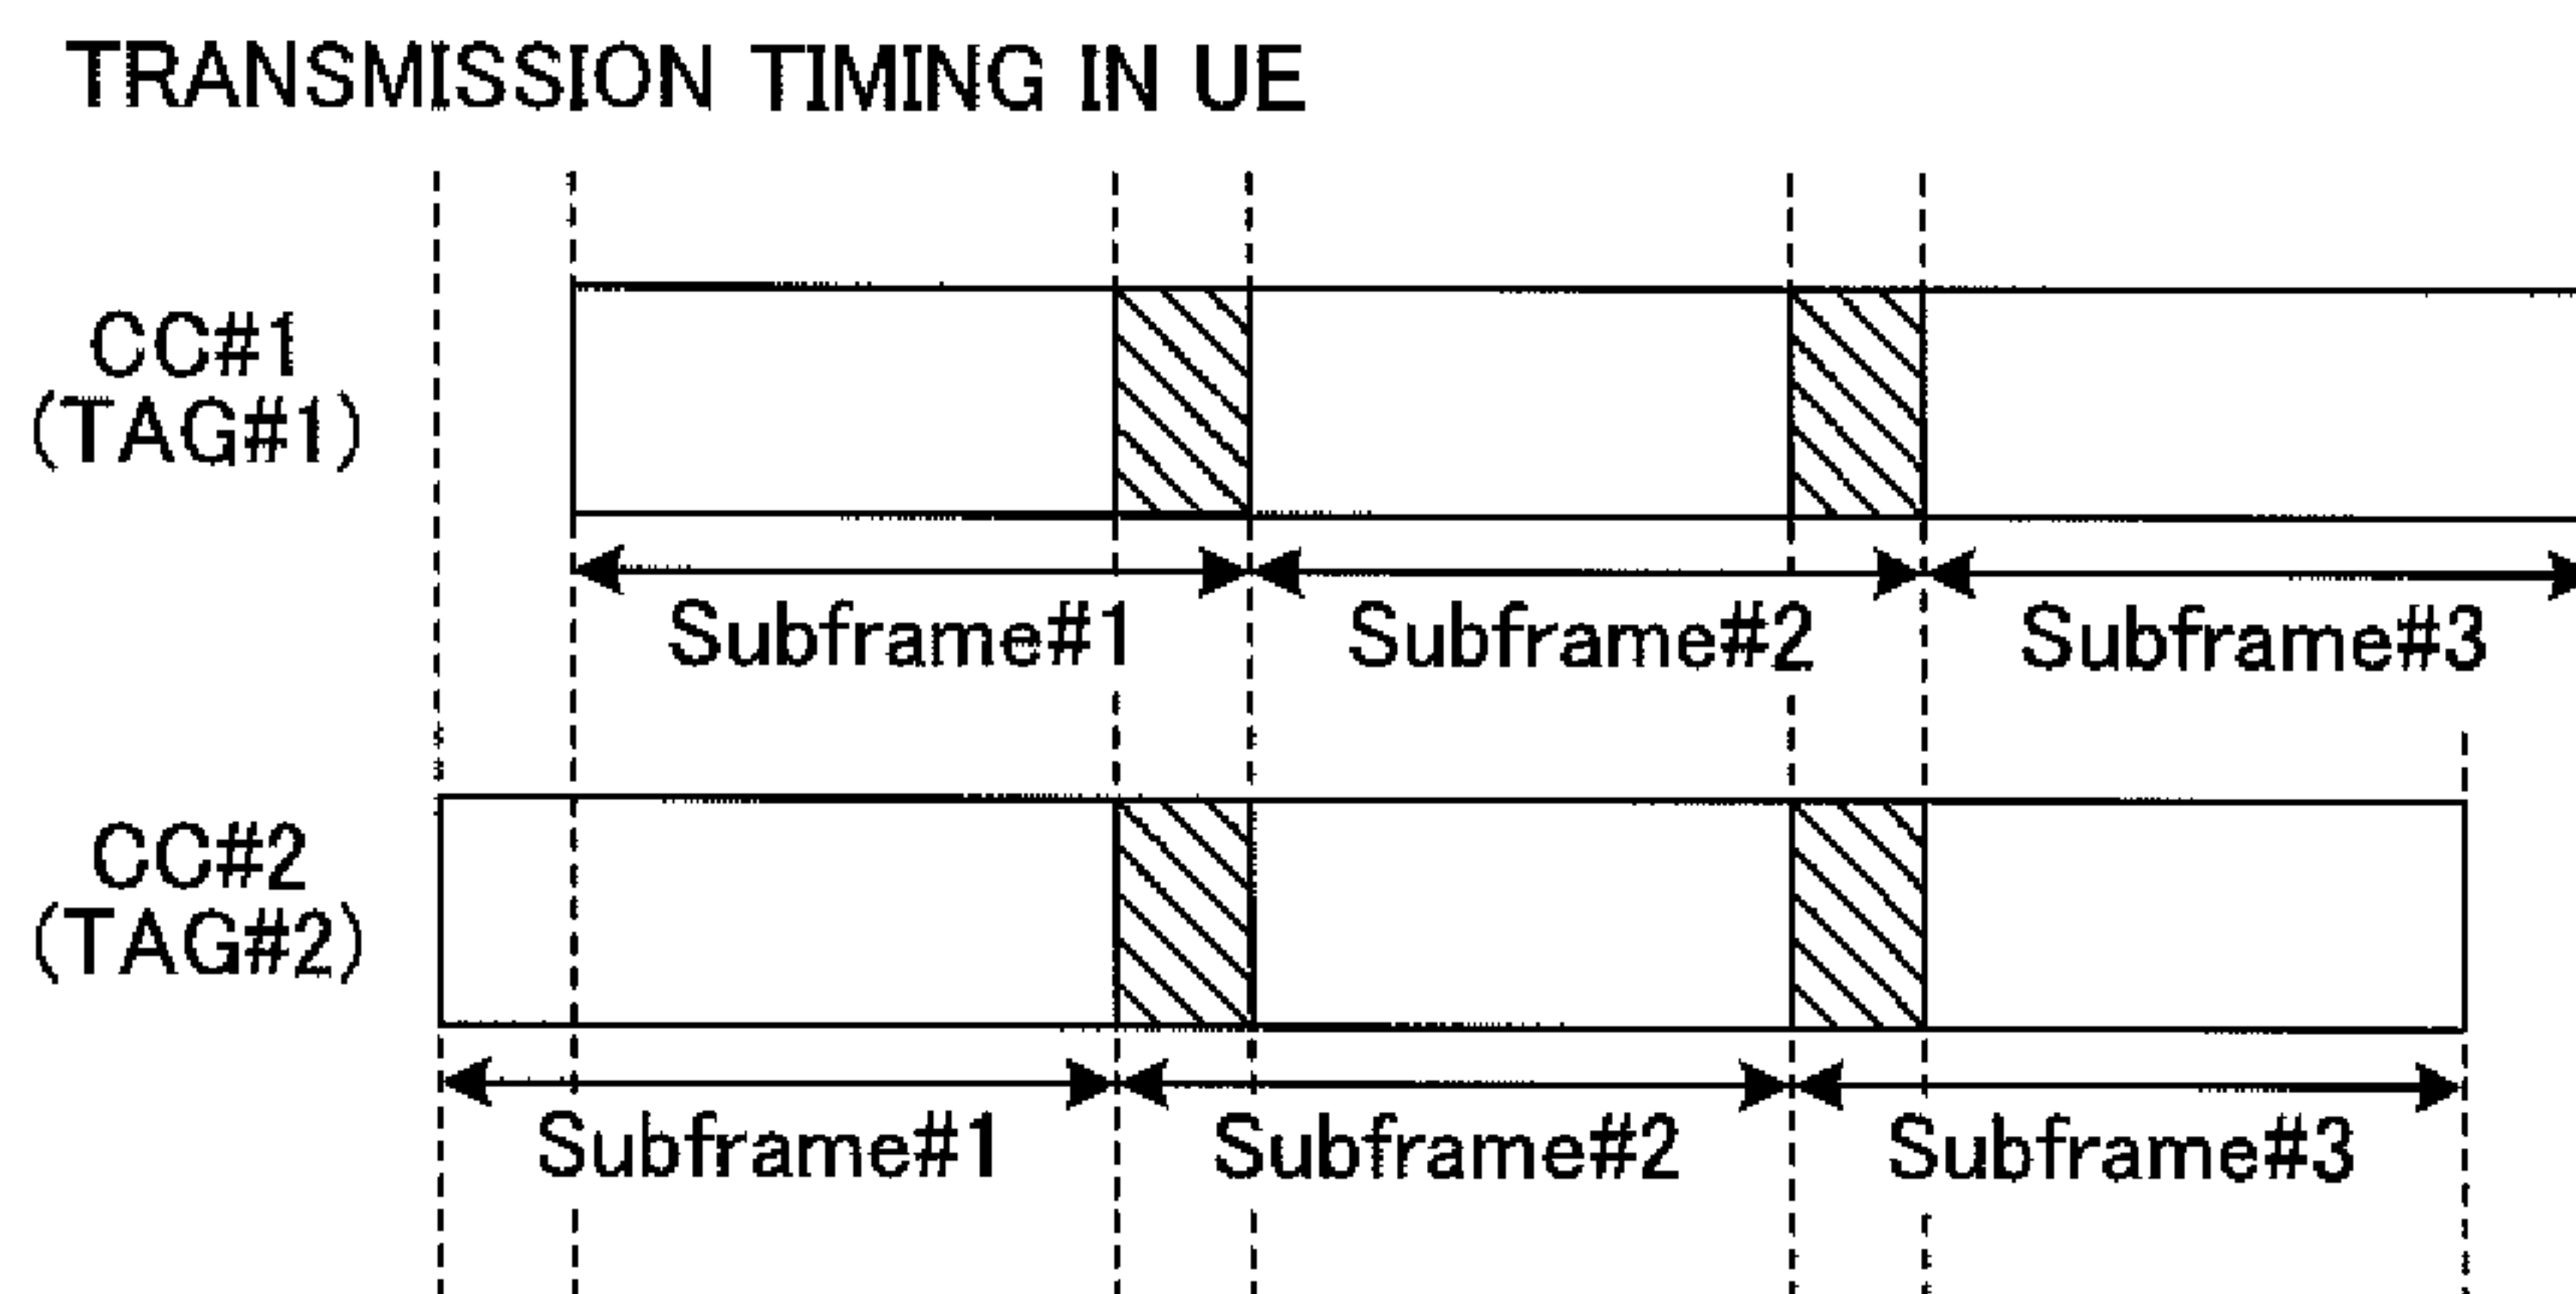 TRANSMISSION TIMING IN UE
CC#1
(TAG#1)
Subframe#1 Subframe#2 Subframe#3
CC#2
(TAG#2)
Subframe#1 Subframe#2 Subframe#3